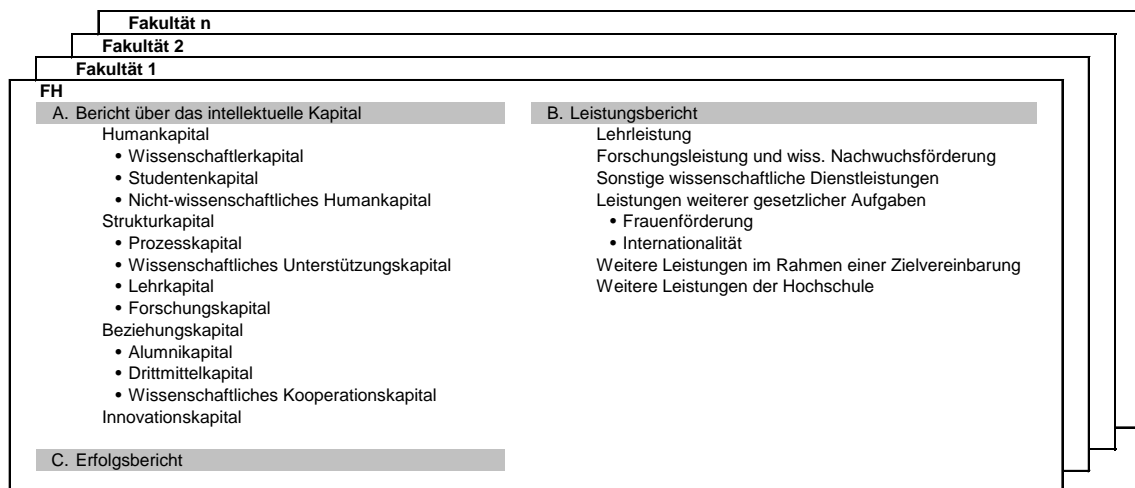 Fakultät n
Fakultät 2
Fakultät 1
FH
A. Bericht über das intellektuelle Kapital
Humankapital
• Wissenschaftlerkapital
• Studentenkapital
• Nicht-wissenschaftliches Humankapital
Strukturkapital
• Prozesskapital
• Wissenschaftliches Unterstützungskapital
• Lehrkapital
• Forschungskapital
Beziehungskapital
• Alumnikapital
• Drittmittelkapital
• Wissenschaftliches Kooperationskapital
Innovationskapital
C. Erfolgsbericht
B. Leistungsbericht
Lehrleistung
Forschungsleistung und wiss. Nachwuchsförderung
Sonstige wissenschaftliche Dienstleistungen
Leistungen weiterer gesetzlicher Aufgaben
• Frauenförderung
• Internationalität
Weitere Leistungen im Rahmen einer Zielvereinbarung
Weitere Leistungen der Hochschule